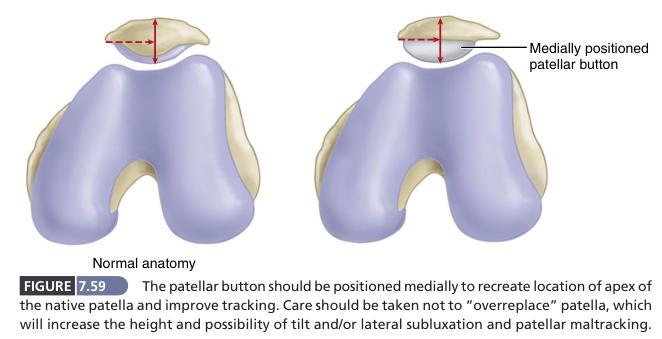 Medially positioned
patellar button
Normal anatomy
FIGURE 7.59 The patellar button should be positioned medially to recreate location of apex of
the native patella and improve tracking. Care should be taken not to “overreplace” patella, which
will increase the height and possibility of tilt and/or lateral subluxation and patellar maltracking.